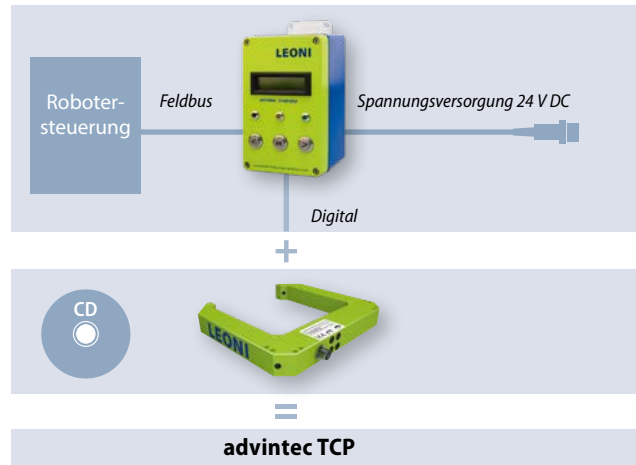 LEONI
Roboter-
steuerung
Feldbus
Spannungsversorgung 24 V DC
Digital
+
CD
LEONI
=
advintec TCP